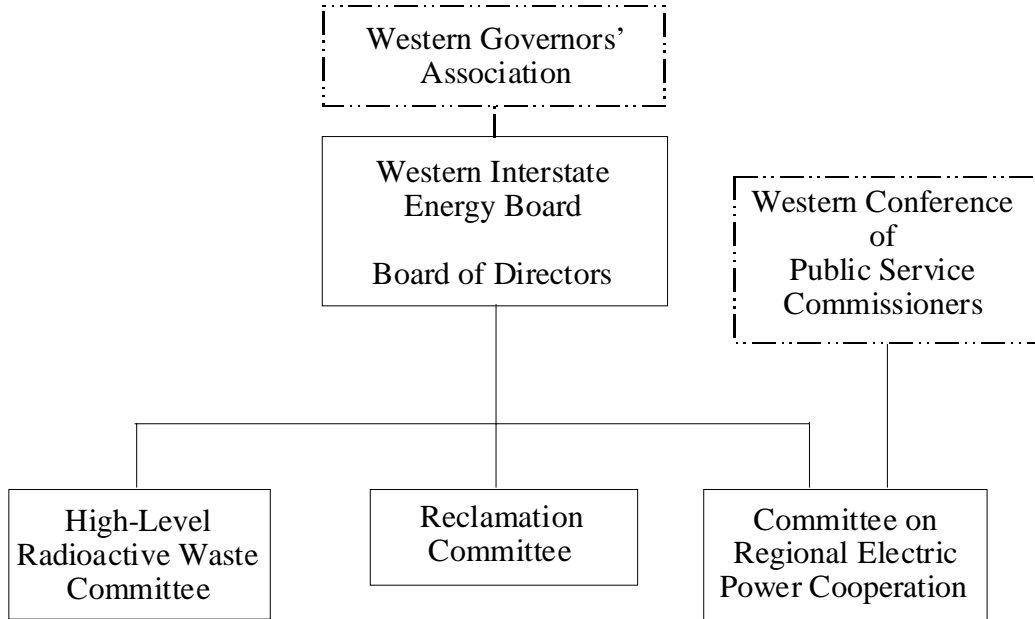 Western Governors’
Association
Western Interstate
Energy Board
Board of Directors
Western Conference
of
Public Service
Commissioners
High-Level
Radioactive Waste
Committee
Reclamation
Committee
Committee on
Regional Electric
Power Cooperation